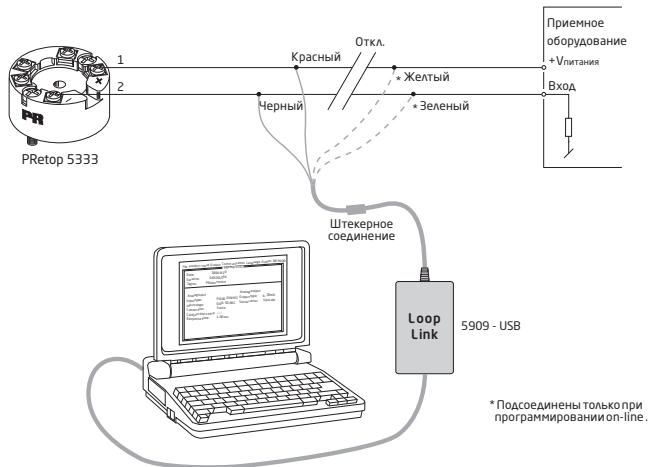 Приемное
оборудование
Откл.
Красный
+Vпитания
1
* Желтый
2
Вход
Черный
* Зеленый
PR
PRetop 5333
Штекерное
соединение
Loop
Link
5909 - USB
* Подсоединены только при
программировании on-line.